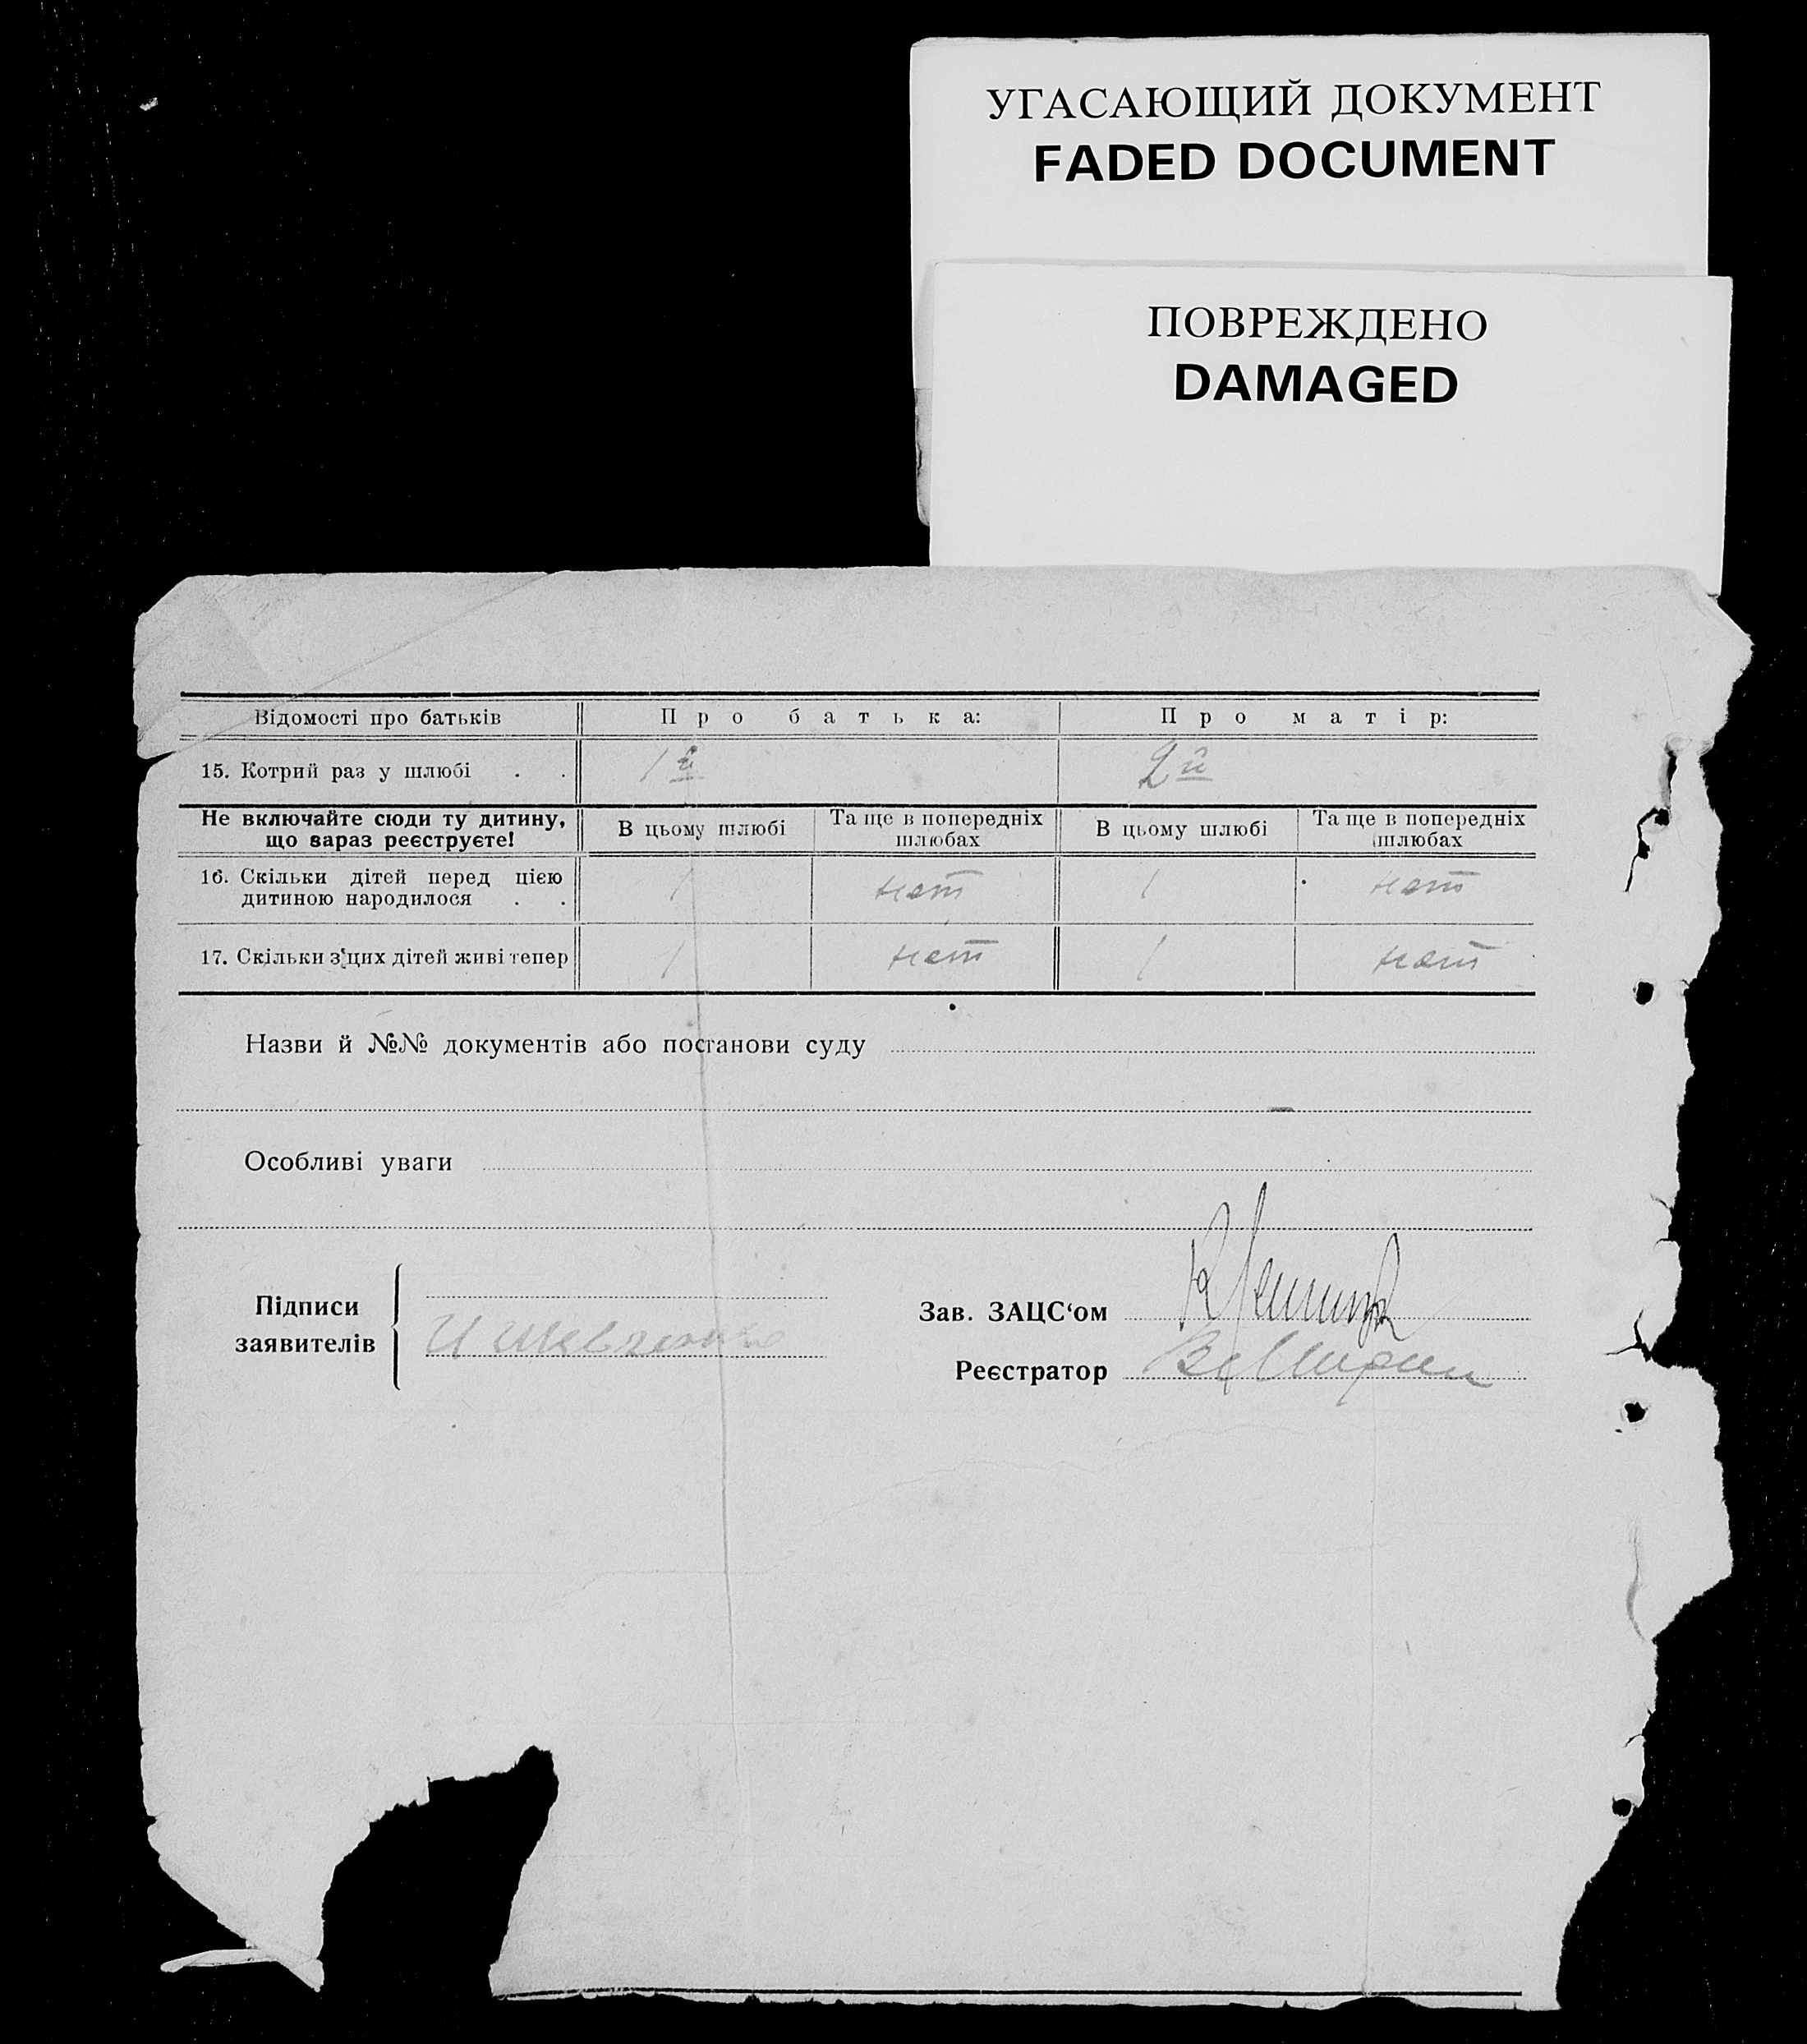 УГАСАЮЩИЙ ДОКУМЕНТ
FADED DOCUMENT
ПОВРЕЖДЕНО
DAMAGED
Відомості про батьків Про батька: Про матір:
15. Котрий раз у шлюбі . . 1й 2й
Не включайте сюди ту дитину, що вараз реєструєте! В цьому шлюбі Та ще в попередніх шлюбах В цьому шлюбі Та ще в попередніх шлюбах
16. Скільки дітей перед цією дитиною народилося . . 1 нет 1 нет
17. Скільки з цих дітей живі тепер 1 нет 1 нет
Назви й №№ документів або постанови суду
Особливі уваги
Підписи заявителів
И Шевченко
Зав. ЗАЦС‘ом
Реєстратор